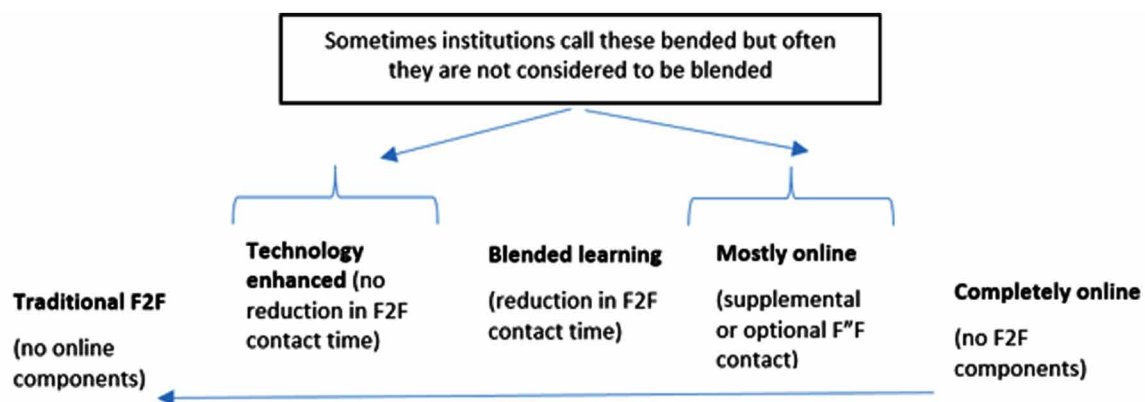 Sometimes institutions call these bended but often
they are not considered to be blended
Traditional F2F
(no online
components)
Technology
enhanced (no
reduction in F2F
contact time)
Blended learning
(reduction in F2F
contact time)
Mostly online
(supplemental
or optional F"F
contact)
Completely online
(no F2F
components)